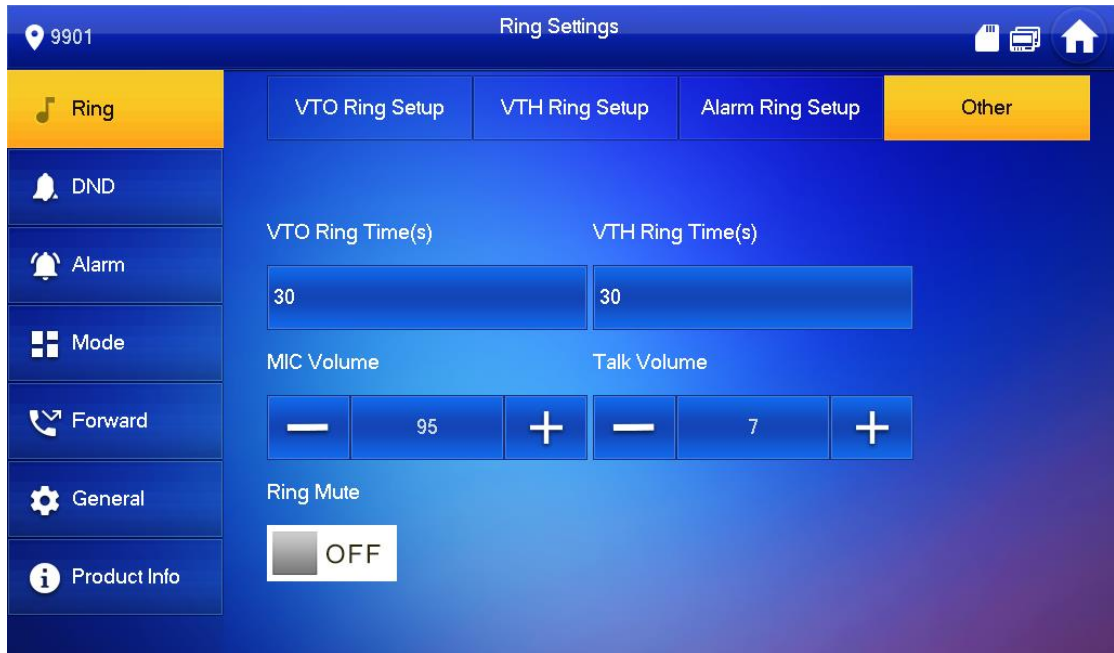 9901
Ring Settings
Ring
VTO Ring Setup
VTH Ring Setup
Alarm Ring Setup
Other
DND
Alarm
Mode
Forward
General
Product Info
VTO Ring Time(s)
VTH Ring Time(s)
30
30
MIC Volume
Talk Volume
95
7
Ring Mute
OFF